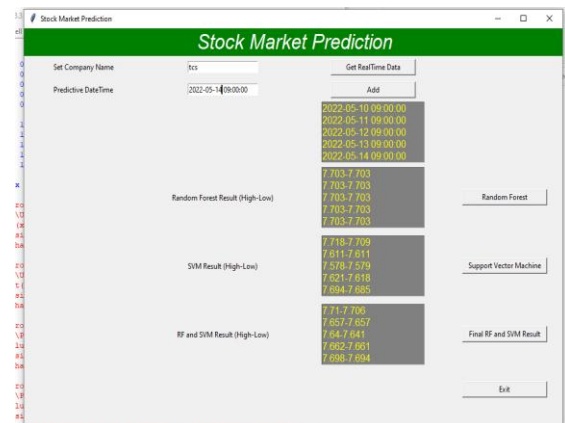 Stock Market Prediction
Stock Market Prediction
Set Company Name
tcs
Get RealTime Data
Predictive DateTime
2022-05-14 09:00:00
Add
2022-05-10 09:00:00
2022-05-11 09:00:00
2022-05-12 09:00:00
2022-05-13 09:00:00
2022-05-14 09:00:00
Random Forest Result (High-Low)
7.703-7.703
7.703-7.703
7.703-7.703
7.703-7.703
7.703-7.703
Random Forest
SVM Result (High-Low)
7.718-7.709
7.611-7.611
7.578-7.579
7.621-7.618
7.694-7.685
Support Vector Machine
RF and SVM Result (High-Low)
7.71-7.706
7.657-7.657
7.64-7.641
7.662-7.661
7.698-7.694
Final RF and SVM Result
Exit